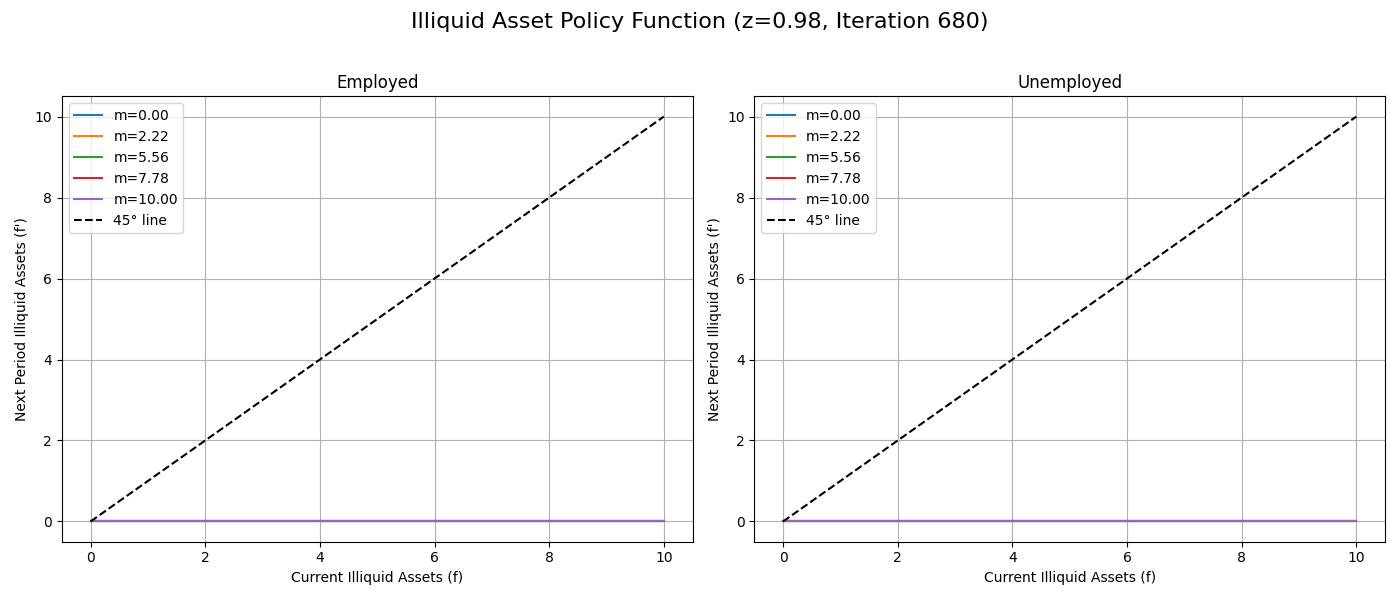 Illiquid Asset Policy Function (z=0.98, Iteration 680)
Employed
m=0.00
m=2.22
m=5.56
m=7.78
m=10.00
45° line
10
8
6
4
2
0
Next Period Illiquid Assets (f')
0 2 4 6 8 10
Current Illiquid Assets (f)
Unemployed
m=0.00
m=2.22
m=5.56
m=7.78
m=10.00
45° line
10
8
6
4
2
0
Next Period Illiquid Assets (f')
0 2 4 6 8 10
Current Illiquid Assets (f)